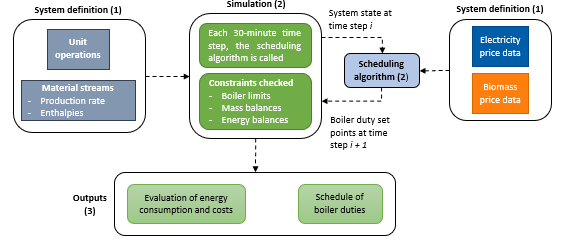 System definition (1)
Unit
operations
Material streams
- Production rate
- Enthalpies
Simulation (2)
Each 30-minute time
step, the scheduling
algorithm is called
Constraints checked
- Boiler limits
- Mass balances
- Energy balances
System state at
time step i
Scheduling
algorithm (2)
Boiler duty set
points at time
step i + 1
System definition (1)
Electricity
price data
Biomass
price data
Outputs
(3)
Evaluation of energy
consumption and costs
Schedule of
boiler duties